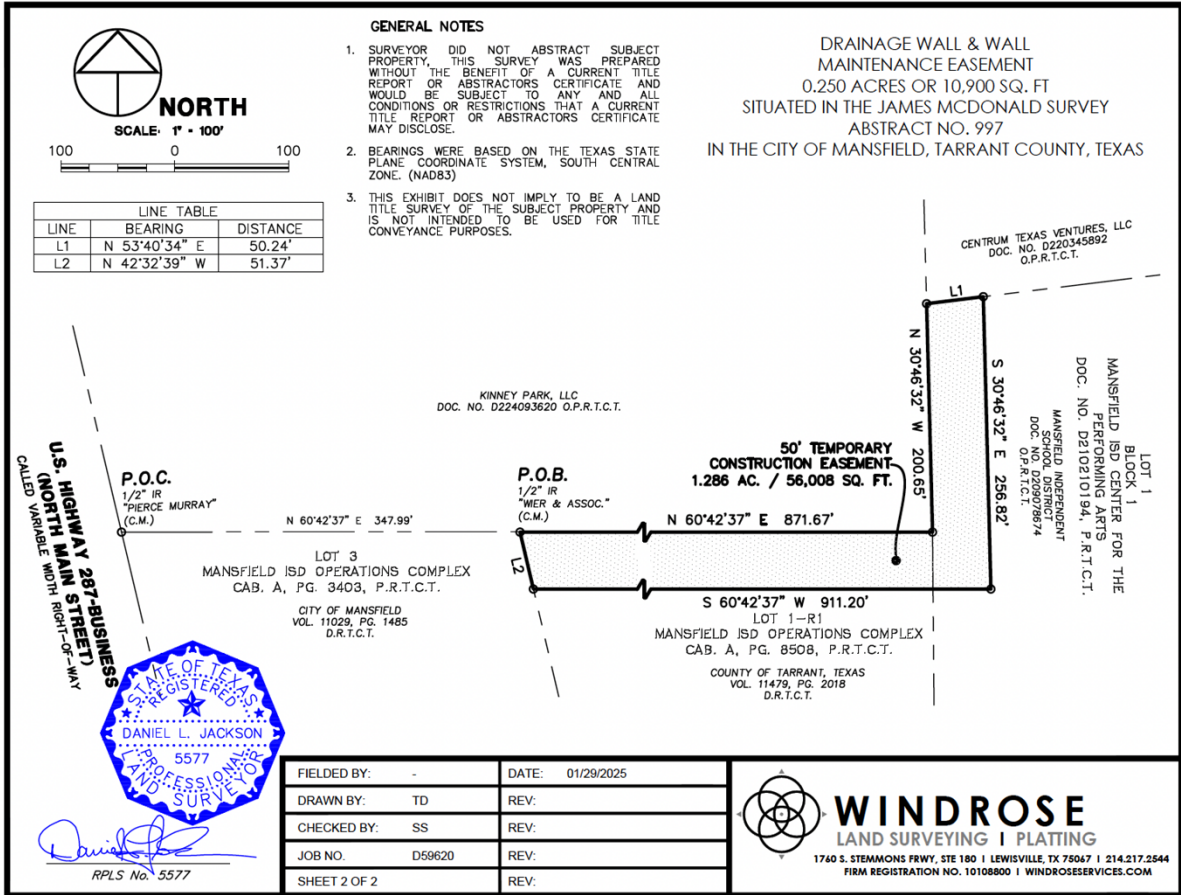 GENERAL NOTES
1. SURVEYOR DID NOT ABSTRACT SUBJECT
PROPERTY, THIS SURVEY WAS PREPARED
WITHOUT THE BENEFIT OF A CURRENT TITLE
REPORT OR ABSTRACTORS CERTIFICATE AND
WOULD BE SUBJECT TO ANY AND ALL
CONDITIONS OR RESTRICTIONS THAT A CURRENT
TITLE REPORT OR ABSTRACTORS CERTIFICATE
MAY DISCLOSE.
2. BEARINGS WERE BASED ON THE TEXAS STATE
PLANE COORDINATE SYSTEM, SOUTH CENTRAL
ZONE. (NAD83)
3. THIS EXHIBIT DOES NOT IMPLY TO BE A LAND
TITLE SURVEY OF THE SUBJECT PROPERTY AND
IS NOT INTENDED TO BE USED FOR TITLE
CONVEYANCE PURPOSES.
DRAINAGE WALL & WALL
MAINTENANCE EASEMENT
0.250 ACRES OR 10,900 SQ. FT
SITUATED IN THE JAMES MCDONALD SURVEY
ABSTRACT NO. 997
IN THE CITY OF MANSFIELD, TARRANT COUNTY, TEXAS
NORTH
SCALE: 1" - 100'
100 0 100
LINE TABLE
LINE BEARING DISTANCE
L1 N 53°40'34" E 50.24'
L2 N 42°32'39" W 51.37'
CENTRUM TEXAS VENTURES, LLC
DOC. NO. D220345892
O.P.R.T.C.T.
L1
N 30°46'32" W 200.65'
S 30°46'32" E 256.82'
LOT 1
BLOCK 1
MANSFIELD ISD CENTER FOR THE
PERFORMING ARTS
DOC. NO. D210210194, P.R.T.C.T.
MANSFIELD INDEPENDENT
SCHOOL DISTRICT
DOC. NO. D209078674
O.P.R.T.C.T.
KINNEY PARK, LLC
DOC. NO. D224093620 O.P.R.T.C.T.
50' TEMPORARY
CONSTRUCTION EASEMENT
1.286 AC. / 56,008 SQ. FT.
U.S. HIGHWAY 287-BUSINESS
(NORTH MAIN STREET)
CALLED VARIABLE WIDTH RIGHT-OF-WAY
P.O.C.
1/2" IR
"PIERCE MURRAY"
(C.M.)
P.O.B.
1/2" IR
"WIER & ASSOC."
(C.M.)
N 60°42'37" E 347.99'
N 60°42'37" E 871.67'
L2
LOT 3
MANSFIELD ISD OPERATIONS COMPLEX
CAB. A, PG. 3403, P.R.T.C.T.
CITY OF MANSFIELD
VOL. 11029, PG. 1485
D.R.T.C.T.
S 60°42'37" W 911.20'
LOT 1-R1
MANSFIELD ISD OPERATIONS COMPLEX
CAB. A, PG. 8508, P.R.T.C.T.
COUNTY OF TARRANT, TEXAS
VOL. 11479, PG. 2018
D.R.T.C.T.
STATE OF TEXAS
REGISTERED
DANIEL L. JACKSON
5577
PROFESSIONAL
LAND SURVEYOR
RPLS No. 5577
FIELDED BY: - DATE: 01/29/2025
DRAWN BY: TD REV:
CHECKED BY: SS REV:
JOB NO. D59620 REV:
SHEET 2 OF 2 REV:
WINDROSE
LAND SURVEYING | PLATTING
1760 S. STEMMONS FRWY, STE 180 | LEWISVILLE, TX 75067 | 214.217.2544
FIRM REGISTRATION NO. 10108800 | WINDROSESERVICES.COM